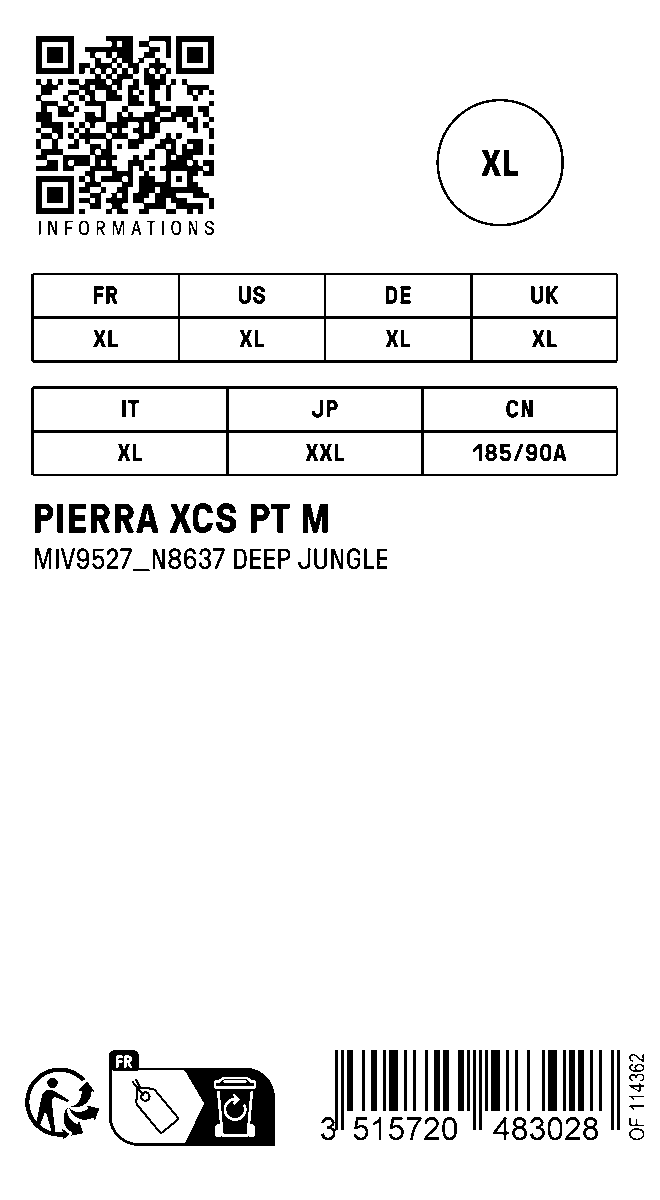 INFORMATIONS
XL
FR US DE UK
XL XL XL XL
IT JP CN
XL XXL 185/90A
PIERRA XCS PT M
MIV9527_N8637 DEEP JUNGLE
FR
3 515720 483028
OF 114362